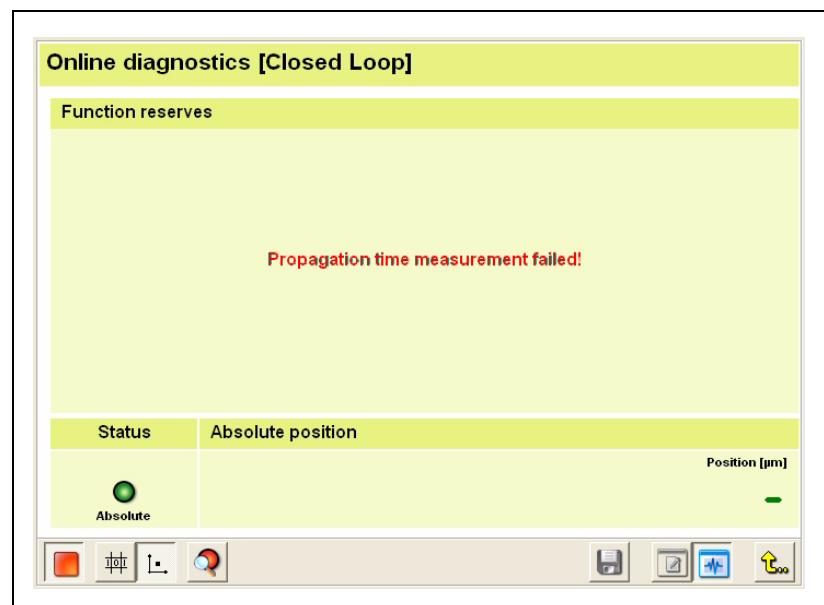 Online diagnostics [Closed Loop]
Function reserves
Propagation time measurement failed!
Status
Absolute position
Position [µm]
-
Absolute